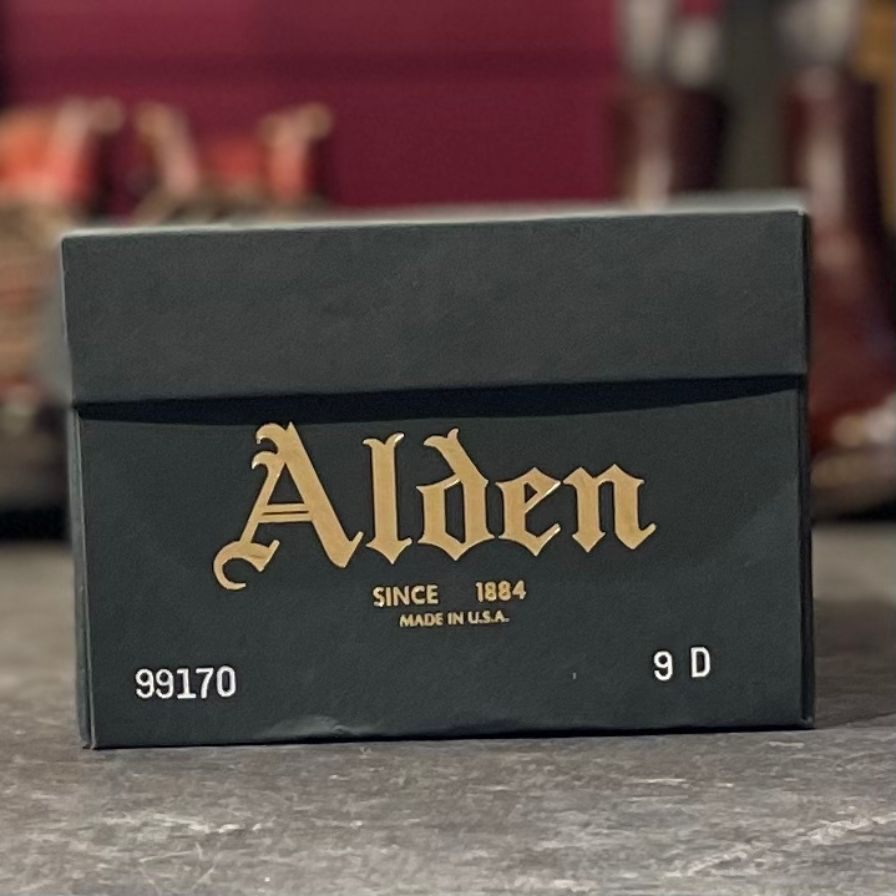 Alden
SINCE 1884
MADE IN U.S.A.
99170
9 D